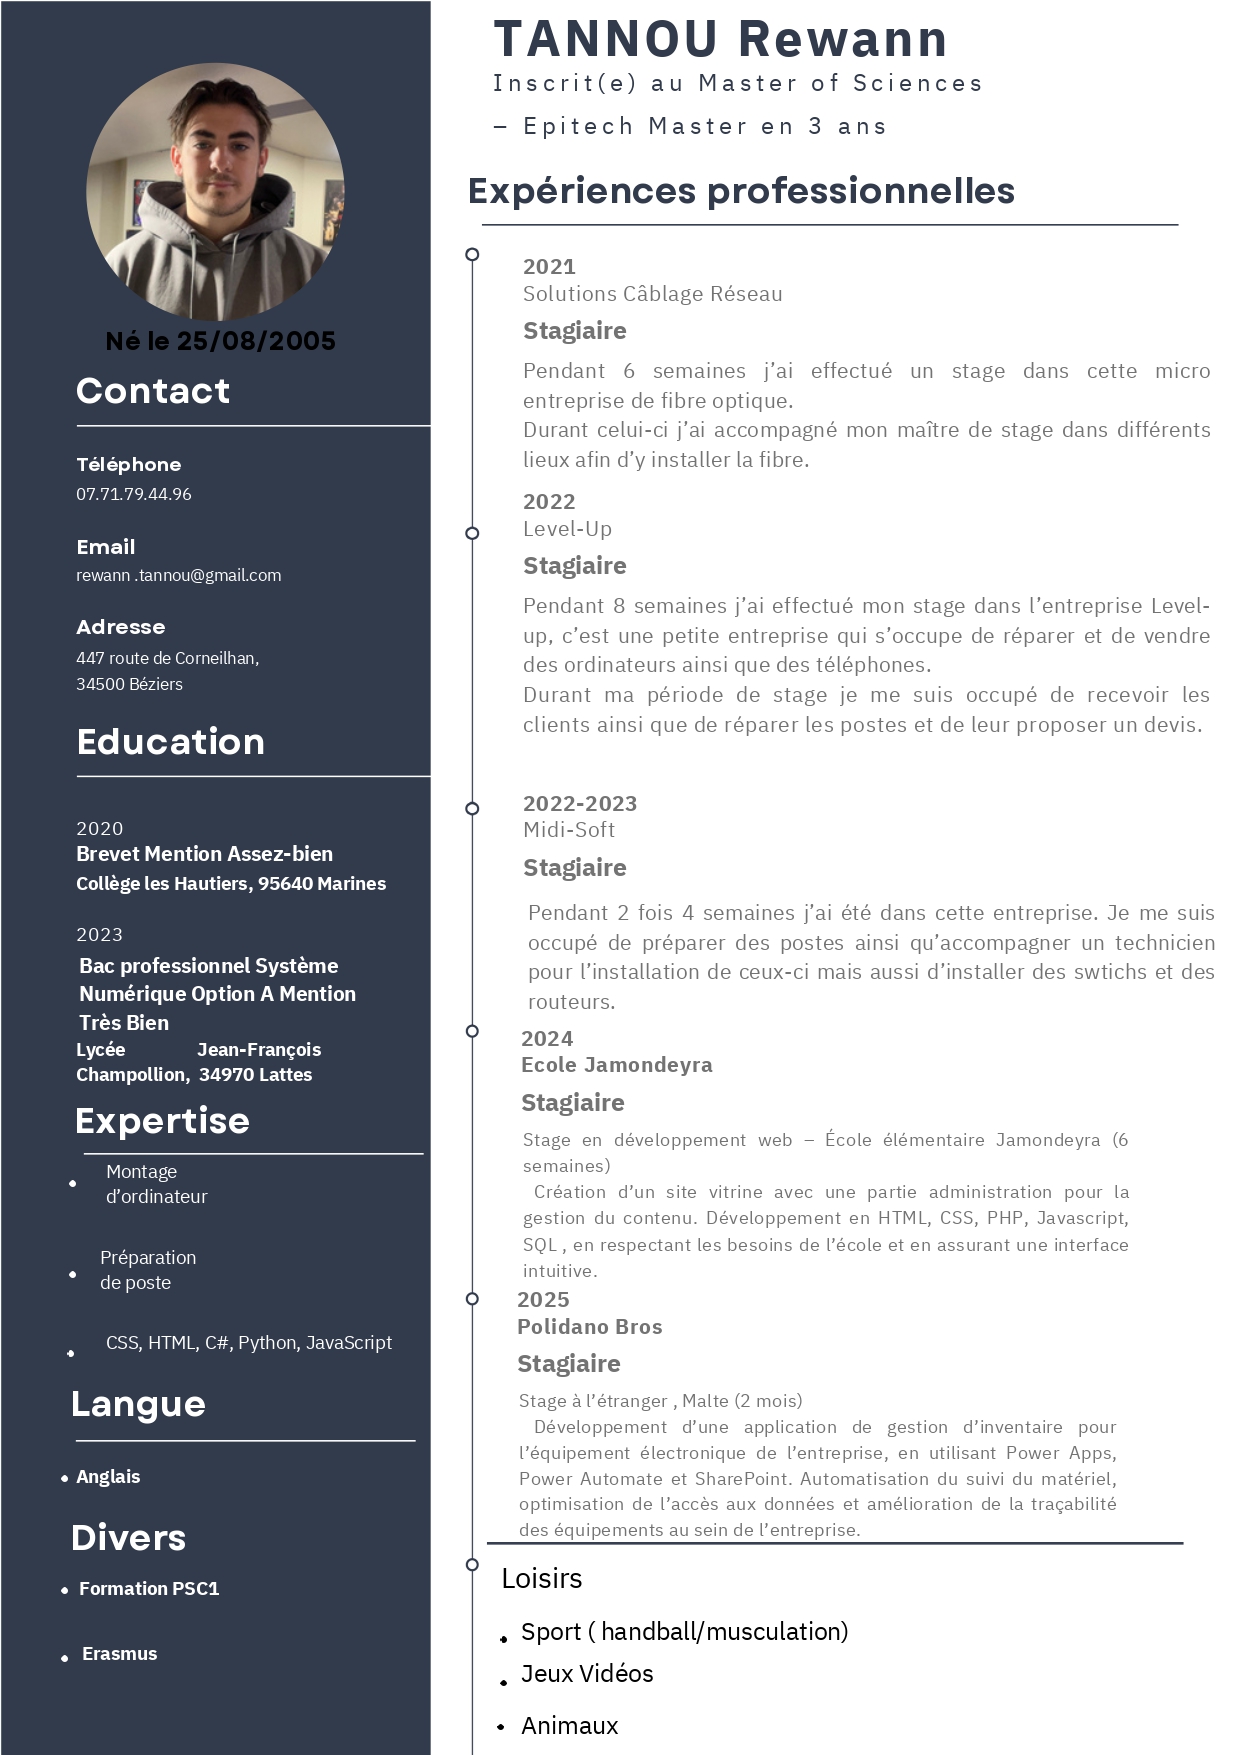 TANNOU Rewann
Inscrit(e) au Master of Sciences
– Epitech Master en 3 ans
Né le 25/08/2005
Contact
Téléphone
07.71.79.44.96
Email
rewann .tannou@gmail.com
Adresse
447 route de Corneilhan,
34500 Béziers
Education
2020
Brevet Mention Assez-bien
Collège les Hautiers, 95640 Marines
2023
Bac professionnel Système
Numérique Option A Mention
Très Bien
Lycée Jean-François
Champollion, 34970 Lattes
Expertise
Montage
d’ordinateur
Préparation
de poste
CSS, HTML, C#, Python, JavaScript
Langue
Anglais
Divers
Formation PSC1
Erasmus
Expériences professionnelles
2021
Solutions Câblage Réseau
Stagiaire
Pendant 6 semaines j’ai effectué un stage dans cette micro
entreprise de fibre optique.
Durant celui-ci j’ai accompagné mon maître de stage dans différents
lieux afin d’y installer la fibre.
2022
Level-Up
Stagiaire
Pendant 8 semaines j’ai effectué mon stage dans l’entreprise Level-
up, c’est une petite entreprise qui s’occupe de réparer et de vendre
des ordinateurs ainsi que des téléphones.
Durant ma période de stage je me suis occupé de recevoir les
clients ainsi que de réparer les postes et de leur proposer un devis.
2022-2023
Midi-Soft
Stagiaire
Pendant 2 fois 4 semaines j’ai été dans cette entreprise. Je me suis
occupé de préparer des postes ainsi qu’accompagner un technicien
pour l’installation de ceux-ci mais aussi d’installer des swtichs et des
routeurs.
2024
Ecole Jamondeyra
Stagiaire
Stage en développement web – École élémentaire Jamondeyra (6
semaines)
Création d’un site vitrine avec une partie administration pour la
gestion du contenu. Développement en HTML, CSS, PHP, Javascript,
SQL , en respectant les besoins de l’école et en assurant une interface
intuitive.
2025
Polidano Bros
Stagiaire
Stage à l’étranger , Malte (2 mois)
Développement d’une application de gestion d’inventaire pour
l’équipement électronique de l’entreprise, en utilisant Power Apps,
Power Automate et SharePoint. Automatisation du suivi du matériel,
optimisation de l’accès aux données et amélioration de la traçabilité
des équipements au sein de l’entreprise.
Loisirs
Sport ( handball/musculation)
Jeux Vidéos
Animaux